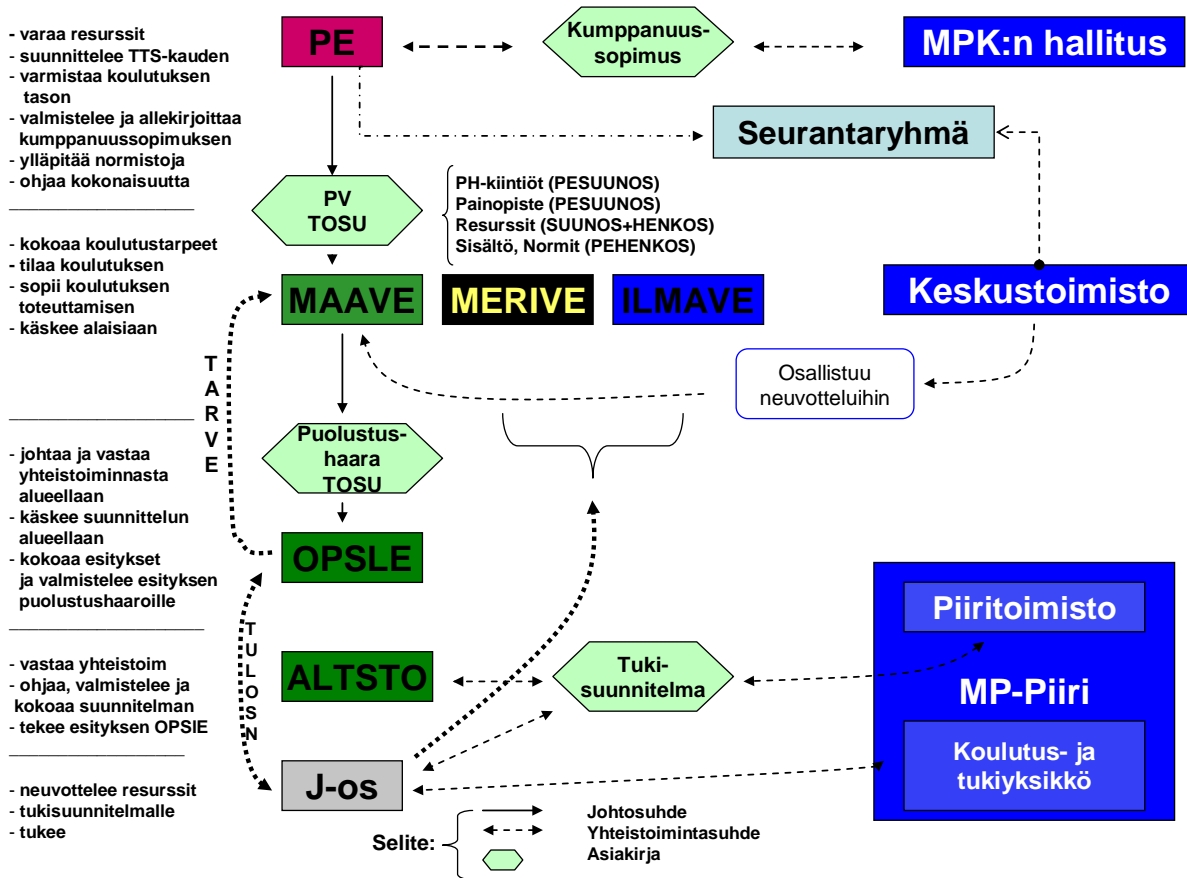 - varaa resurssit
- suunnittelee TTS-kauden
- varmistaa koulutuksen
tason
- valmistelee ja allekirjoittaa
kumppanuussopimuksen
- ylläpitää normistoja
- ohjaa kokonaisuutta
- kokoaa koulutustarpeet
- tilaa koulutuksen
- sopii koulutuksen
toteuttamisen
- käskee alaisiaan
- johtaa ja vastaa
yhteistoiminnasta
alueellaan
- käskee suunnittelun
alueellaan
- kokoaa esitykset
ja valmistelee esityksen
puolustushaaroille
- vastaa yhteistoim
- ohjaa, valmistelee ja
kokoaa suunnitelman
- tekee esityksen OPSlE
- neuvottelee resurssit
- tukisuunnitelmalle
- tukee
PE
Kumppanuus-
sopimus
MPK:n hallitus
Seurantaryhmä
PV
TOSU
PH-kiintiöt (PESUUNOS)
Painopiste (PESUUNOS)
Resurssit (SUUNOS+HENKOS)
Sisältö, Normit (PEHENKOS)
MAAVE
MERIVE
ILMAVE
Keskustoimisto
TARVE
Osallistuu
neuvotteluihin
Puolustus-
haara
TOSU
OPSLE
TULOSN
ALTSTO
Tuki-
suunnitelma
Piiritoimisto
MP-Piiri
Koulutus- ja
tukiyksikkö
J-os
Selite:
Johtosuhde
Yhteistoimintasuhde
Asiakirja